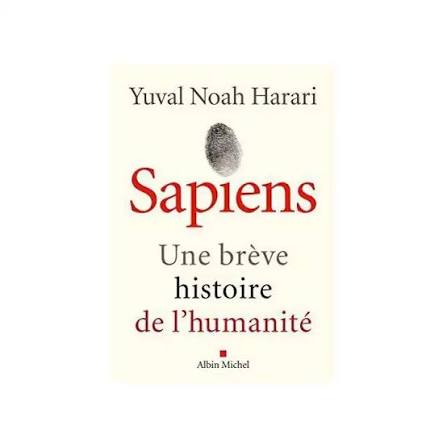 Yuval Noah Harari
Sapiens
Une brève
histoire
de l'humanité
Albin Michel